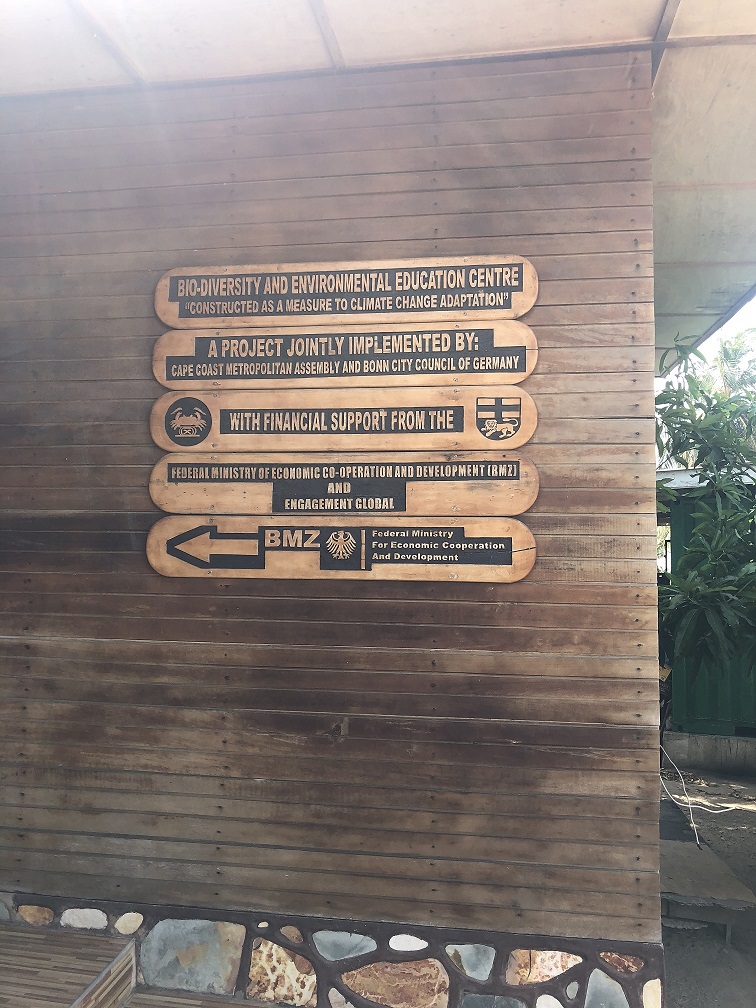 BIO-DIVERSITY AND ENVIRONMENTAL EDUCATION CENTRE
"CONSTRUCTED AS A MEASURE TO CLIMATE CHANGE ADAPTATION"
A PROJECT JOINTLY IMPLEMENTED BY:
CAPE COAST METROPOLITAN ASSEMBLY AND BONN CITY COUNCIL OF GERMANY
WITH FINANCIAL SUPPORT FROM THE
FEDERAL MINISTRY OF ECONOMIC CO-OPERATION AND DEVELOPMENT (BMZ)
AND
ENGAGEMENT GLOBAL
BMZ
Federal Ministry
For Economic Cooperation
And Development